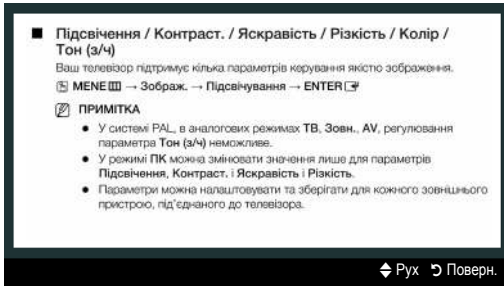 ■ Підсвічення / Контраст. / Яскравість / Різкість / Колір /
Тон (з/ч)
Ваш телевізор підтримує кілька параметрів керування якістю зображення.
MENE → Зображ. → Підсвічування → ENTER
ПРИМІТКА
● У системі PAL, в аналогових режимах ТВ, Зовн., AV, регулювання
параметра Тон (з/ч) неможливе.
● У режимі ПК можна змінювати значення лише для параметрів
Підсвічення, Контраст. і Яскравість і Різкість.
● Параметри можна налаштовувати та зберігати для кожного зовнішнього
пристрою, під'єднаного до телевізора.
Рух Поверн.